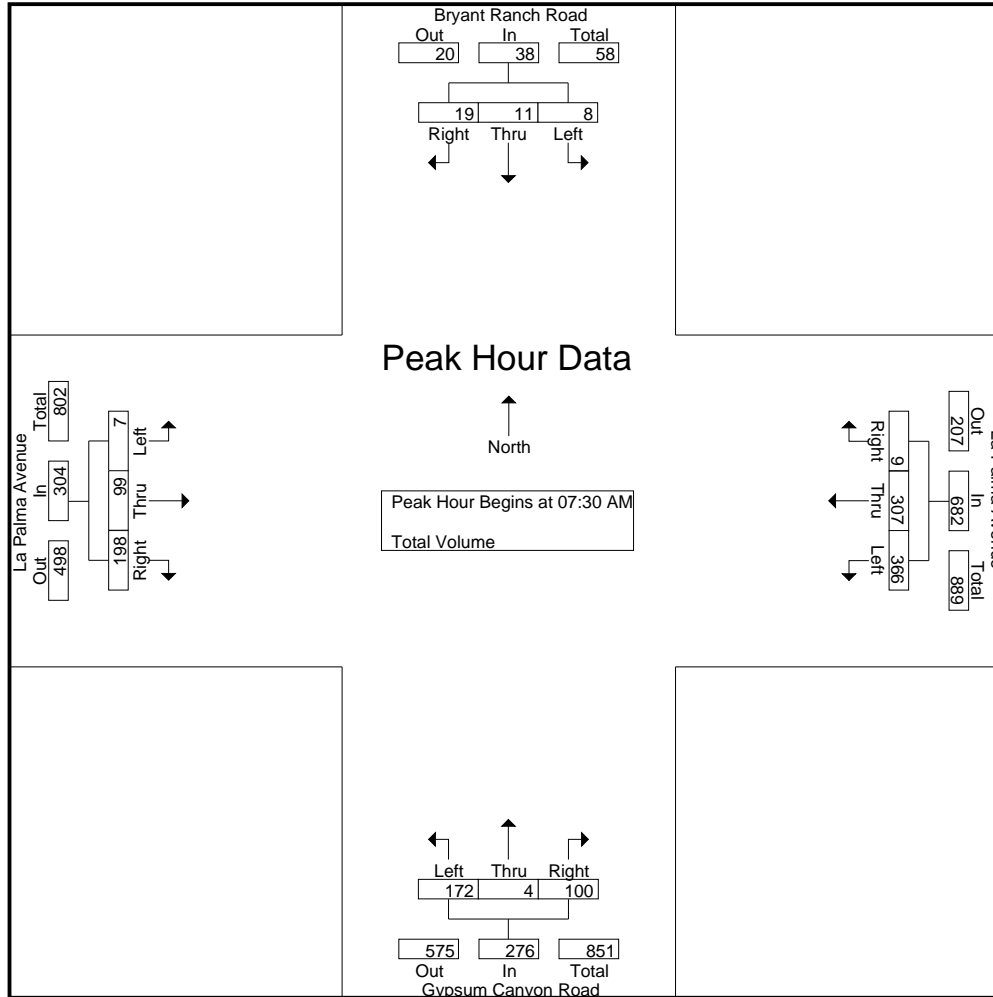 Bryant Ranch Road
Out In Total
20 38 58
19 11 8
Right Thru Left
Peak Hour Data
North
Peak Hour Begins at 07:30 AM
Total Volume
La Palma Avenue
Out In Total
498 304 802
198 99 7
Right Thru Left
Out In Total
207 682 889
9 307 366
Right Thru Left
Left Thru Right
172 4 100
575 276 851
Out In Total
Gypsum Canyon Road